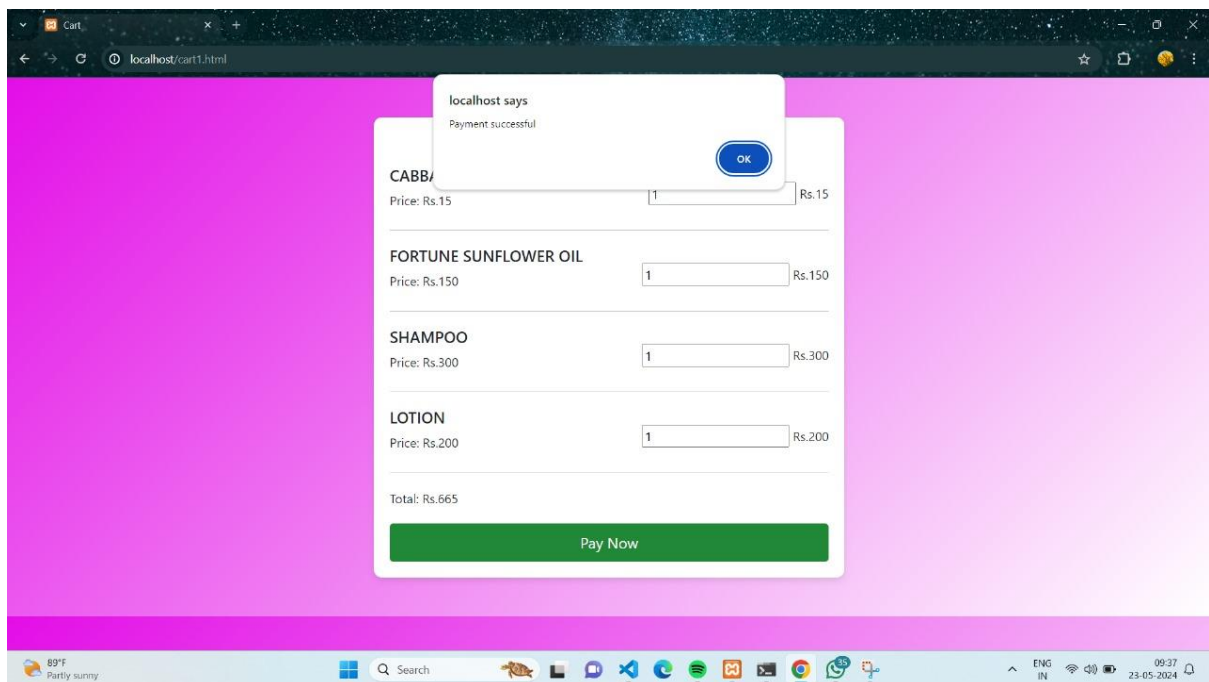 Cart
localhost/cart1.html
localhost says
Payment successful
OK
CABBA
Price: Rs.15
1
Rs.15
FORTUNE SUNFLOWER OIL
Price: Rs.150
1
Rs.150
SHAMPOO
Price: Rs.300
1
Rs.300
LOTION
Price: Rs.200
1
Rs.200
Total: Rs.665
Pay Now
89°F
Partly sunny
Search
35
ENG
IN
09:37
23-05-2024